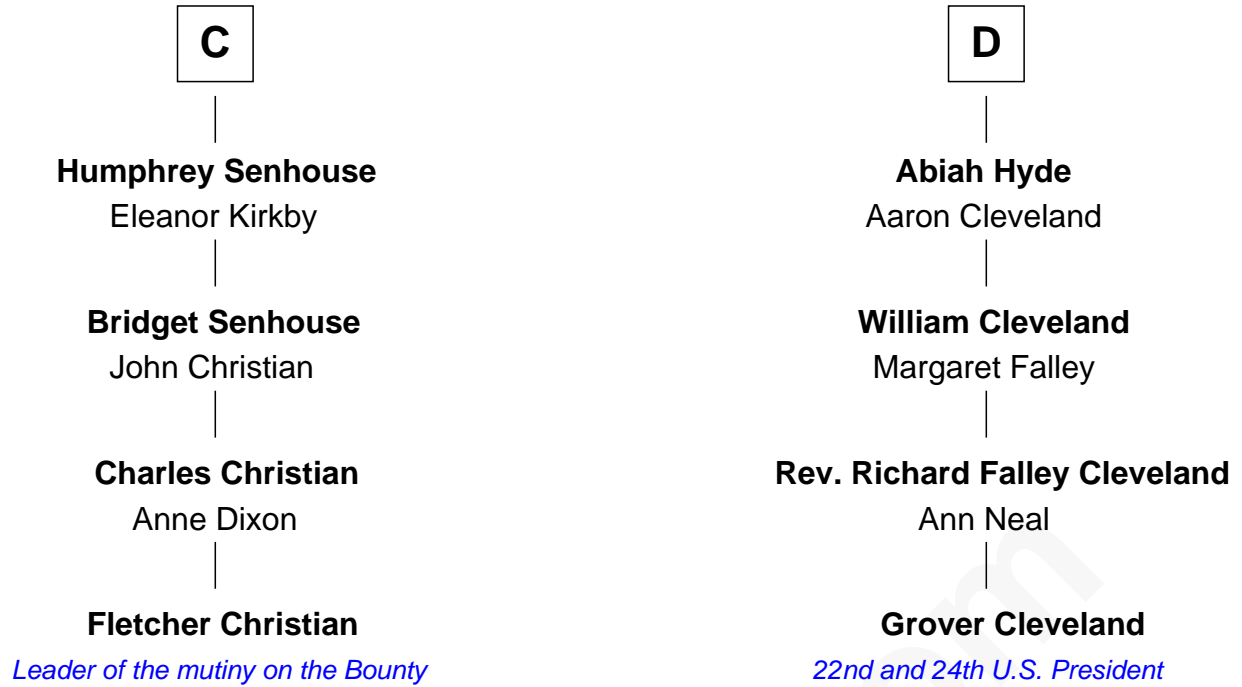 C
Humphrey Senhouse
Eleanor Kirkby
Bridget Senhouse
John Christian
Charles Christian
Anne Dixon
Fletcher Christian
Leader of the mutiny on the Bounty
D
Abiah Hyde
Aaron Cleveland
William Cleveland
Margaret Falley
Rev. Richard Falley Cleveland
Ann Neal
Grover Cleveland
22nd and 24th U.S. President